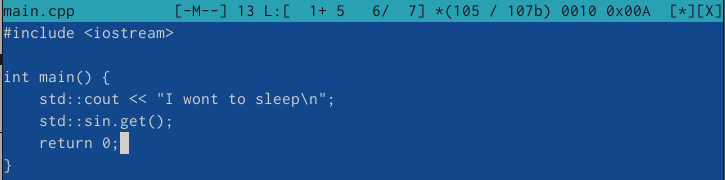 main.cpp [-M--] 13 L:[ 1+ 5 6/ 7] *(105 / 107b) 0010 0x00A [*][X]
#include <iostream>
int main() {
std::cout << "I wont to sleep\n";
std::sin.get();
return 0;
}